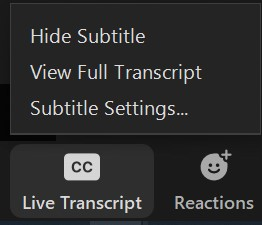 Hide Subtitle
View Full Transcript
Subtitle Settings...
CC
Live Transcript
Reactions